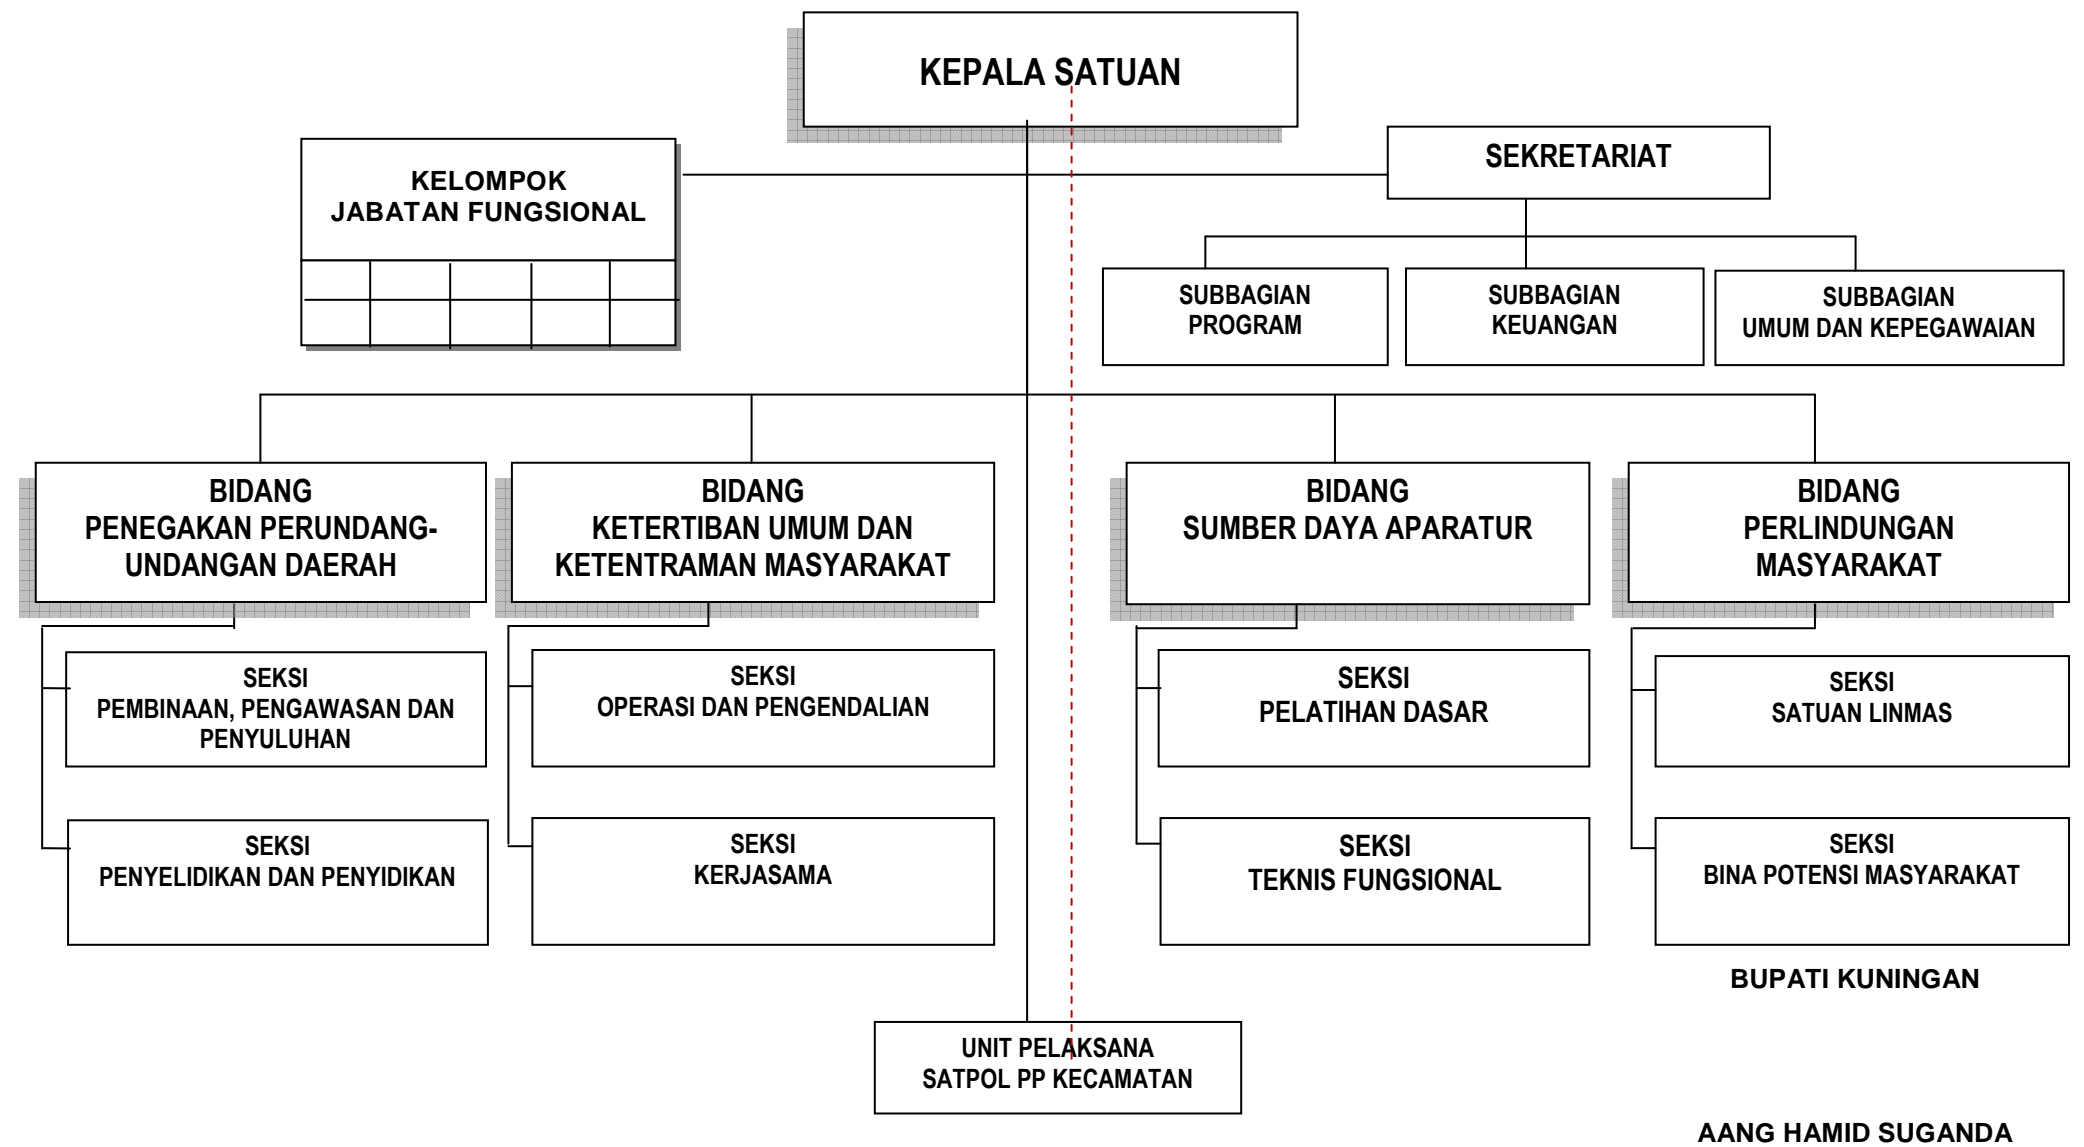 KEPALA SATUAN
KELOMPOK
JABATAN FUNGSIONAL
SEKRETARIAT
SUBBAGIAN
PROGRAM
SUBBAGIAN
KEUANGAN
SUBBAGIAN
UMUM DAN KEPEGAWAIAN
BIDANG
PENEGAKAN PERUNDANG-
UNDANGAN DAERAH
BIDANG
KETERTIBAN UMUM DAN
KETENTRAMAN MASYARAKAT
BIDANG
SUMBER DAYA APARATUR
BIDANG
PERLINDUNGAN
MASYARAKAT
SEKSI
PEMBINAAN, PENGAWASAN DAN
PENYULUHAN
SEKSI
OPERASI DAN PENGENDALIAN
SEKSI
PELATIHAN DASAR
SEKSI
SATUAN LINMAS
SEKSI
PENYELIDIKAN DAN PENYIDIKAN
SEKSI
KERJASAMA
SEKSI
TEKNIS FUNGSIONAL
SEKSI
BINA POTENSI MASYARAKAT
BUPATI KUNINGAN
UNIT PELAKSANA
SATPOL PP KECAMATAN
AANG HAMID SUGANDA